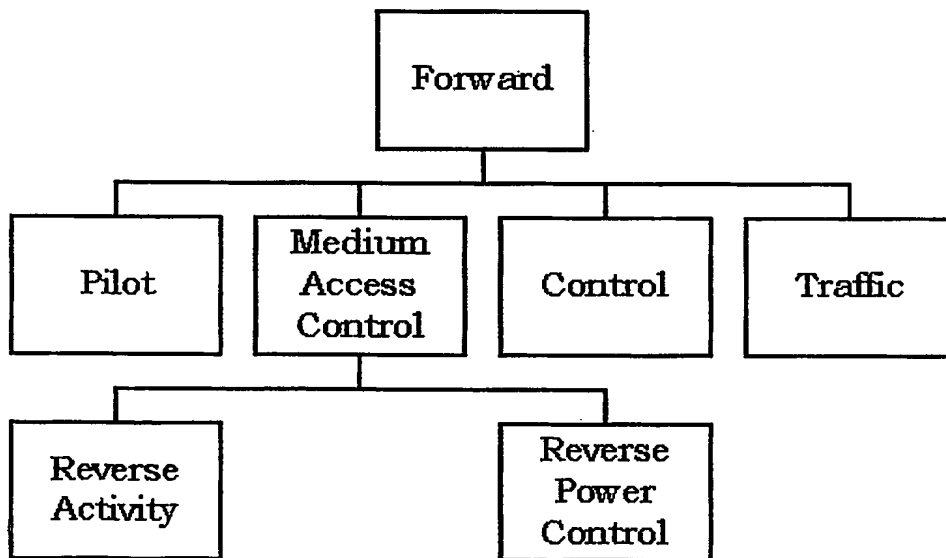 Forward
Pilot
Medium
Access
Control
Control
Traffic
Reverse
Activity
Reverse
Power
Control